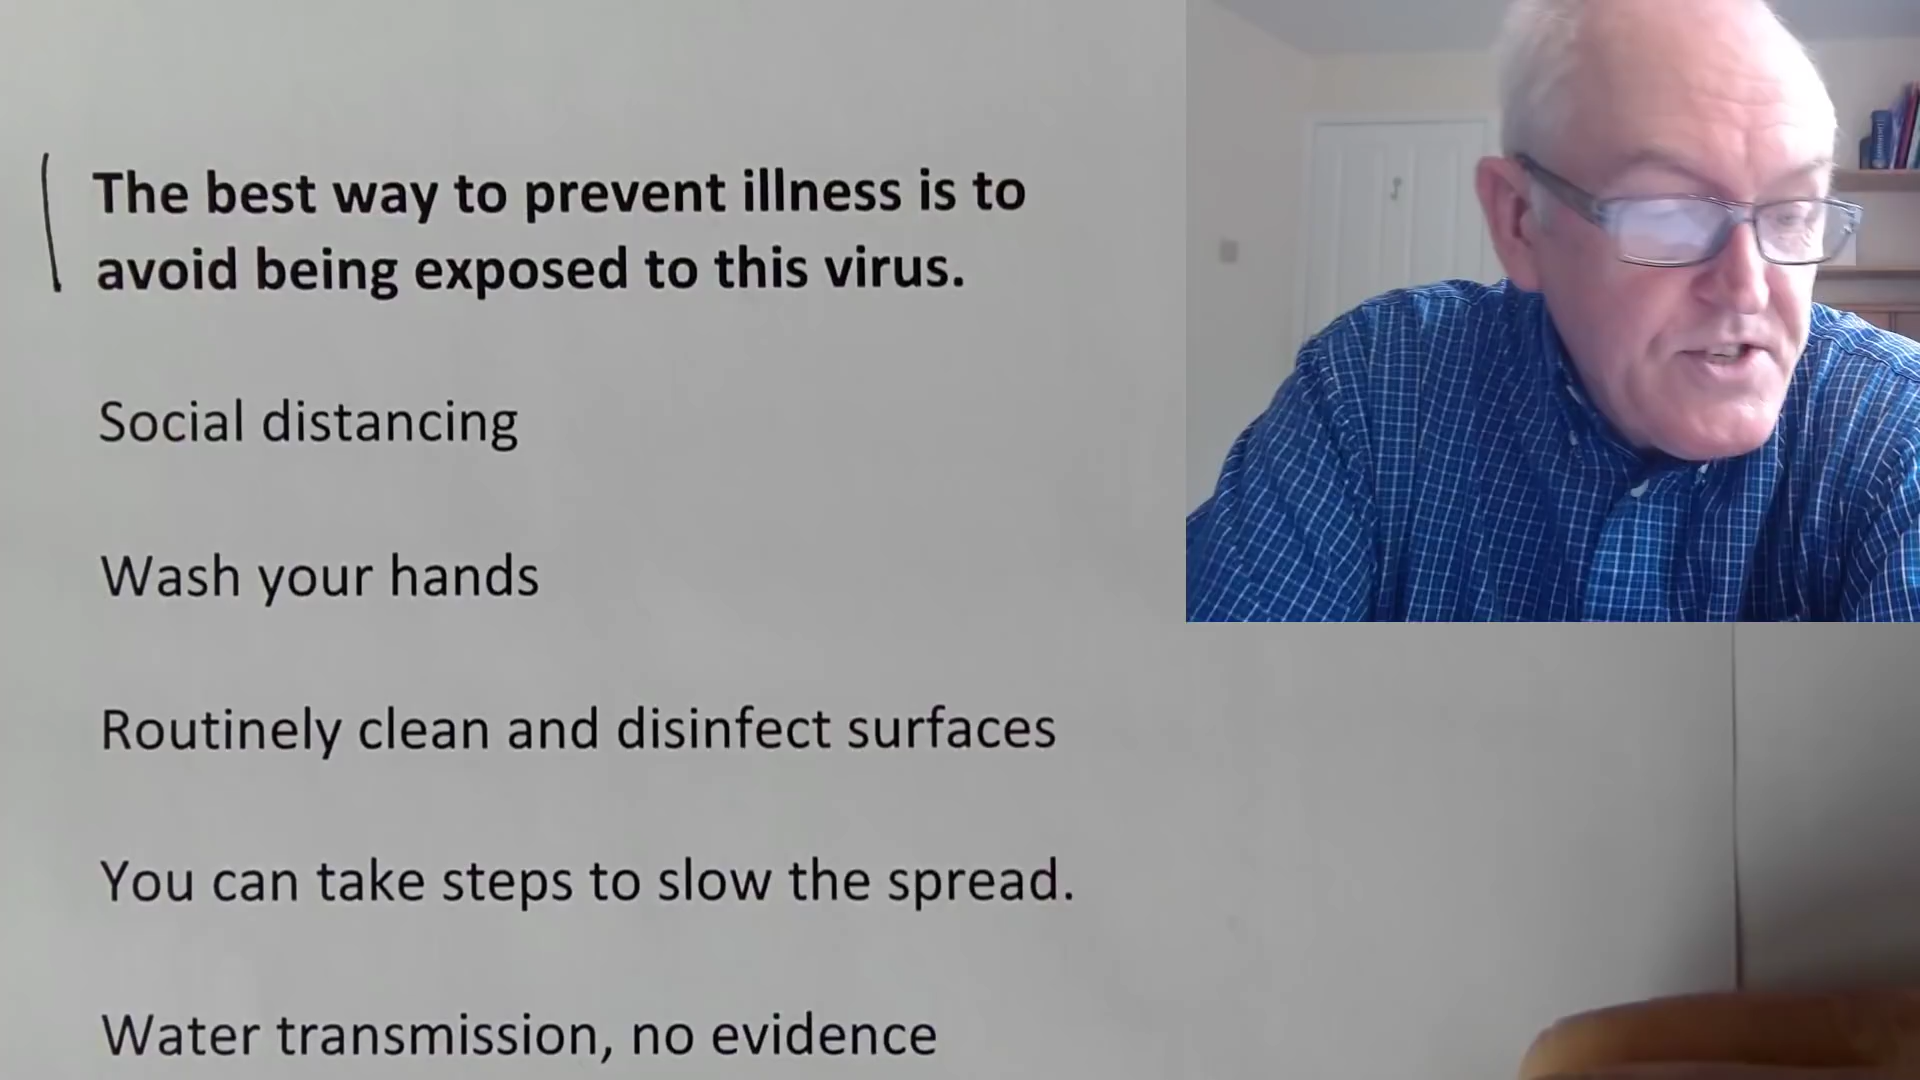 The best way to prevent illness is to
avoid being exposed to this virus.
Social distancing
Wash your hands
Routinely clean and disinfect surfaces
You can take steps to slow the spread.
Water transmission, no evidence